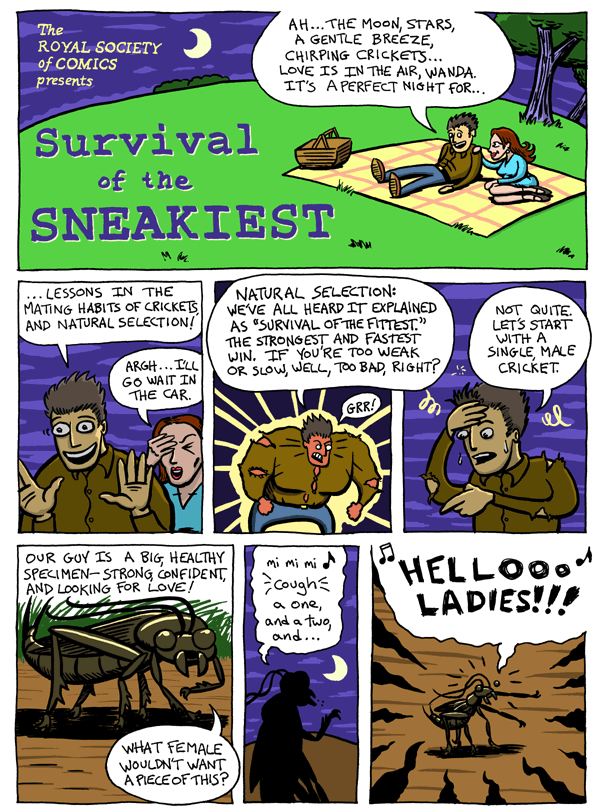 The
ROYAL SOCIETY
of COMICS
presents
AH...THE MOON, STARS,
A GENTLE BREEZE,
CHIRPING CRICKETS...
LOVE IS IN THE AIR, WANDA.
IT'S A PERFECT NIGHT FOR...
Survival
of the
SNEAKIEST
...LESSONS IN THE
MATING HABITS OF CRICKETS,
AND NATURAL SELECTION!
ARGH...I'LL
GO WAIT IN
THE CAR.
NATURAL SELECTION:
WE'VE ALL HEARD IT EXPLAINED
AS "SURVIVAL OF THE FITTEST."
THE STRONGEST AND FASTEST
WIN. IF YOU'RE TOO WEAK
OR SLOW, WELL, TOO BAD, RIGHT?
GRR!
NOT QUITE.
LET'S START
WITH A
SINGLE, MALE
CRICKET.
OUR GUY IS A BIG, HEALTHY
SPECIMEN—STRONG, CONFIDENT,
AND LOOKING FOR LOVE!
WHAT FEMALE
WOULDN'T WANT
A PIECE OF THIS?
mi mi mi ♪
Cough
a one,
and a two,
and...
♫ HELLOooo ♪
LADIES!!!